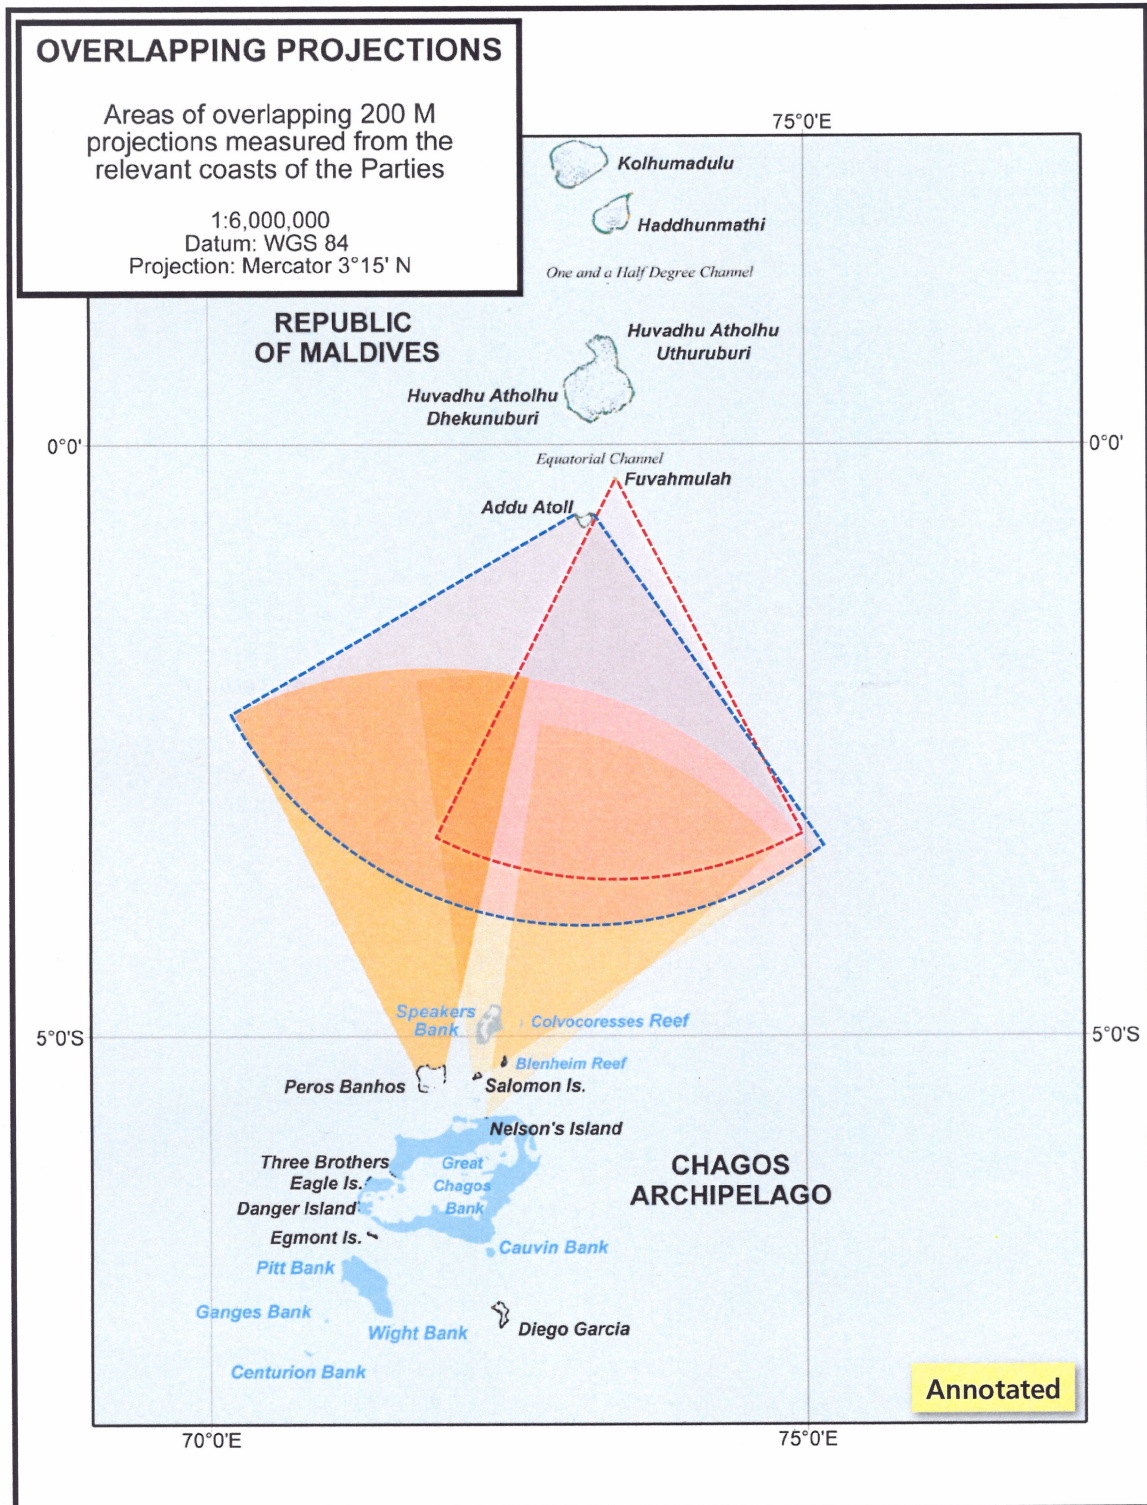 OVERLAPPING PROJECTIONS
Areas of overlapping 200 M
projections measured from the
relevant coasts of the Parties
1:6,000,000
Datum: WGS 84
Projection: Mercator 3°15' N
75°0'E
Kolhumadulu
Haddhunmathi
One and a Half Degree Channel
REPUBLIC
OF MALDIVES
Huvadhu Atholhu
Uthuruburi
Huvadhu Atholhu
Dhekunuburi
0°0'
0°0'
Equatorial Channel
Fuvahmulah
Addu Atoll
Speakers
Bank
Colvocoresses Reef
5°0'S
5°0'S
Blenheim Reef
Peros Banhos
Salomon Is.
Nelson's Island
Three Brothers
Eagle Is.
Danger Island
Egmont Is.
Great
Chagos
Bank
CHAGOS
ARCHIPELAGO
Cauvin Bank
Pitt Bank
Ganges Bank
Wight Bank
Diego Garcia
Centurion Bank
Annotated
70°0'E
75°0'E